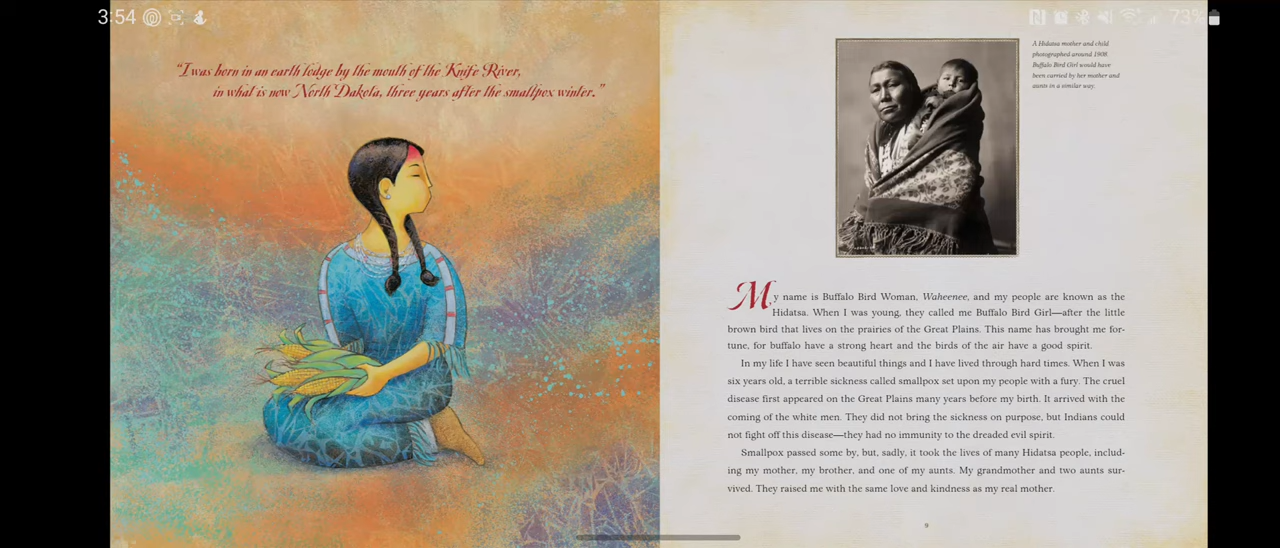 3:54
73%
"I was born in an earth lodge by the mouth of the Knife River,
in what is now North Dakota, three years after the smallpox winter."
A Hidatsa mother and child
photographed around 1908.
Buffalo Bird Girl would have
been carried by her mother and
aunts in a similar way.
My name is Buffalo Bird Woman, Waheenee, and my people are known as the
Hidatsa. When I was young, they called me Buffalo Bird Girl—after the little
brown bird that lives on the prairies of the Great Plains. This name has brought me for-
tune, for buffalo have a strong heart and the birds of the air have a good spirit.
In my life I have seen beautiful things and I have lived through hard times. When I was
six years old, a terrible sickness called smallpox set upon my people with a fury. The cruel
disease first appeared on the Great Plains many years before my birth. It arrived with the
coming of the white men. They did not bring the sickness on purpose, but Indians could
not fight off this disease—they had no immunity to the dreaded evil spirit.
Smallpox passed some by, but, sadly, it took the lives of many Hidatsa people, includ-
ing my mother, my brother, and one of my aunts. My grandmother and two aunts sur-
vived. They raised me with the same love and kindness as my real mother.
9